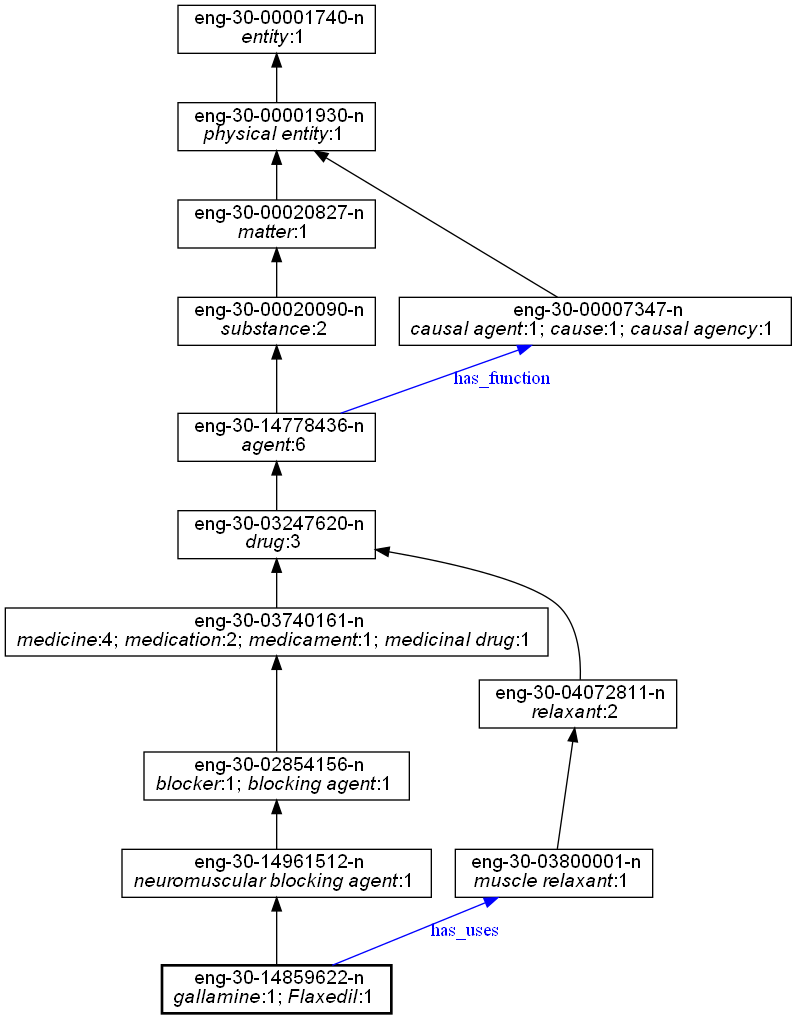 eng-30-00001740-n
entity:1
eng-30-00001930-n
physical entity:1
eng-30-00020827-n
matter:1
eng-30-00020090-n
substance:2
eng-30-00007347-n
causal agent:1; cause:1; causal agency:1
has_function
eng-30-14778436-n
agent:6
eng-30-03247620-n
drug:3
eng-30-03740161-n
medicine:4; medication:2; medicament:1; medicinal drug:1
eng-30-04072811-n
relaxant:2
eng-30-02854156-n
blocker:1; blocking agent:1
eng-30-14961512-n
neuromuscular blocking agent:1
eng-30-03800001-n
muscle relaxant:1
has_uses
eng-30-14859622-n
gallamine:1; Flaxedil:1